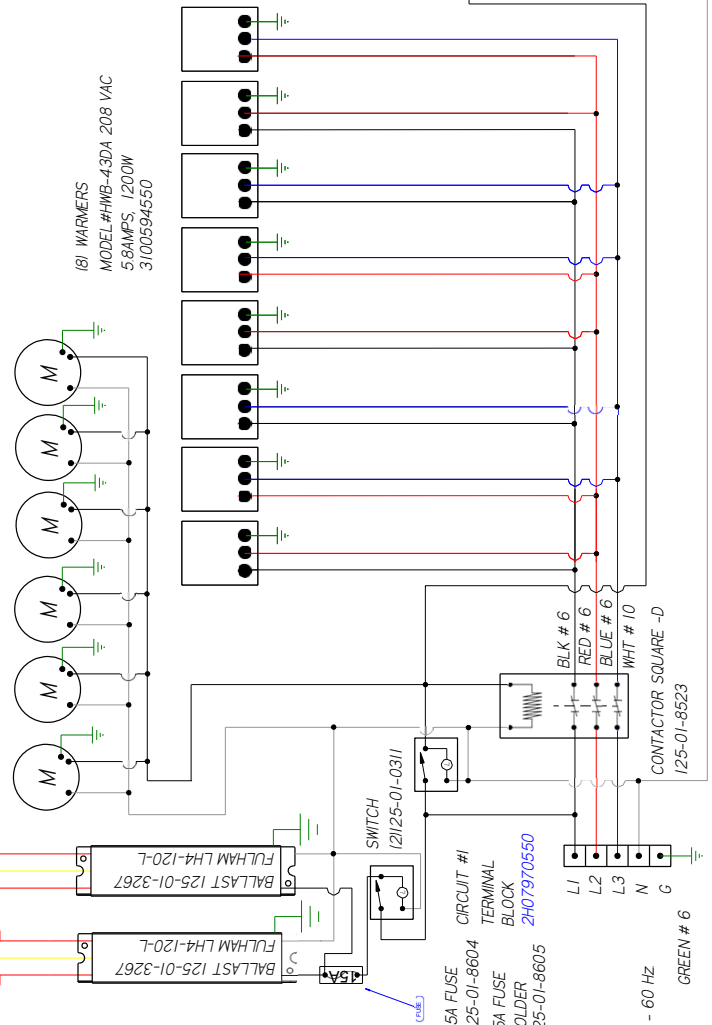 (8) WARMERS
MODEL #HWB-43DA 208 VAC
5.8AMPS, 1200W
3100594550
M
M
M
M
M
M
BLK # 6
RED # 6
BLUE # 6
WHT # 10
CONTACTOR SQUARE -D
125-01-8523
SWITCH
(2)125-01-0311
BALLAST 125-01-3267
FULHAM LH4-120-L
BALLAST 125-01-3267
FULHAM LH4-120-L
15A
(FUSE)
CIRCUIT #1
TERMINAL
BLOCK
2H07970550
5A FUSE
25-01-8604
5A FUSE
OLDER
25-01-8605
L1
L2
L3
N
G
- 60 HZ
GREEN # 6